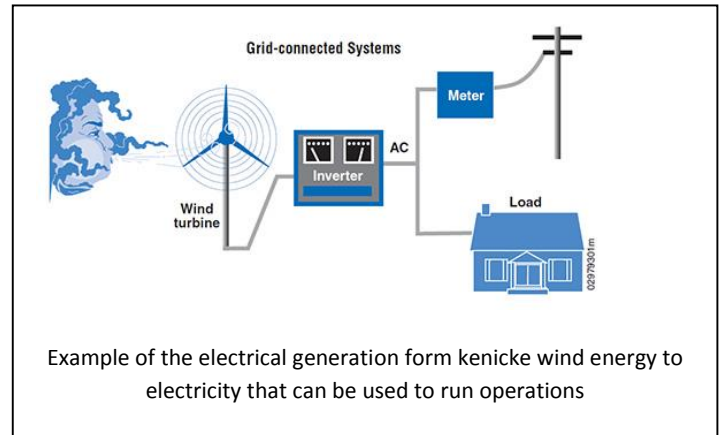 Grid-connected Systems
Meter
AC
Inverter
Wind
turbine
Load
02979301m
Example of the electrical generation form kenicke wind energy to
electricity that can be used to run operations